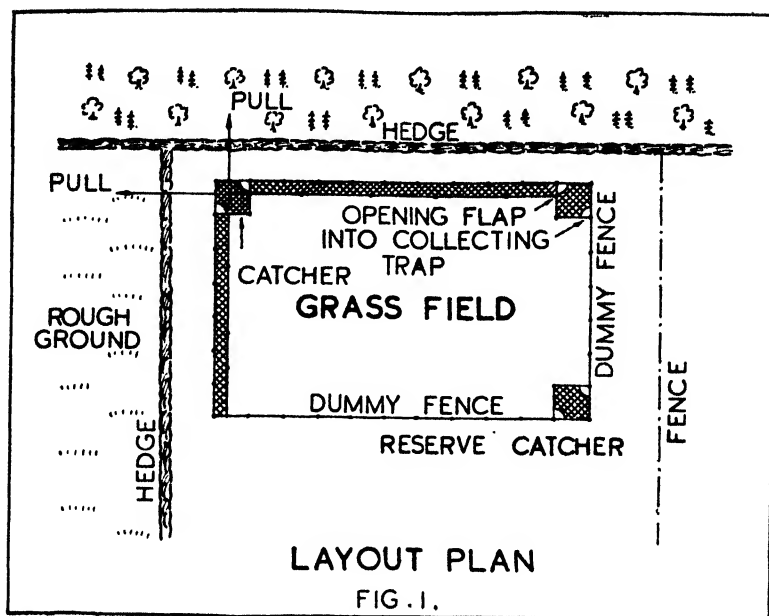 PULL
HEDGE
PULL
OPENING FLAP
INTO COLLECTING
TRAP
CATCHER
DUMMY FENCE
GRASS FIELD
ROUGH
GROUND
DUMMY FENCE
FENCE
RESERVE CATCHER
HEDGE
LAYOUT PLAN
FIG. 1.